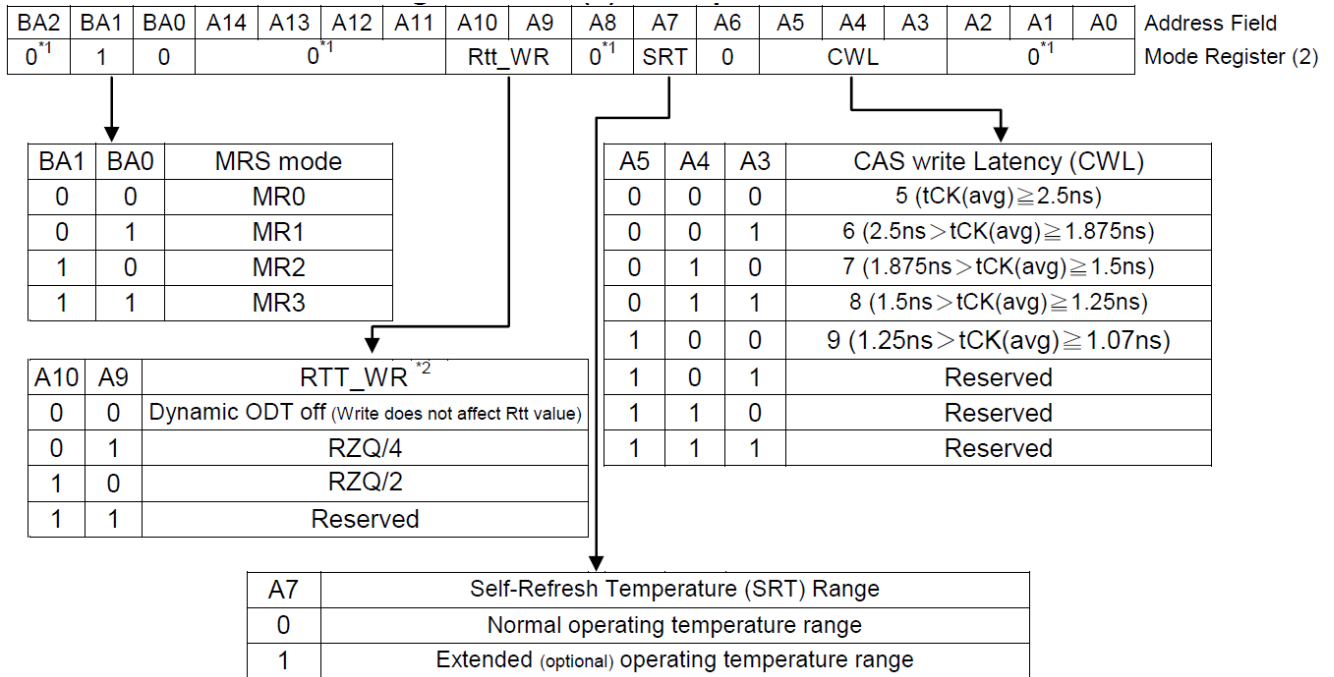 BA2 BA1 BA0 A14 A13 A12 A11 A10 A9 A8 A7 A6 A5 A4 A3 A2 A1 A0 Address Field
0*1 1 0 0*1 Rtt_WR 0*1 SRT 0 CWL 0*1 Mode Register (2)
BA1 BA0 MRS mode
0 0 MR0
0 1 MR1
1 0 MR2
1 1 MR3
A5 A4 A3 CAS write Latency (CWL)
0 0 0 5 (tCK(avg)≧2.5ns)
0 0 1 6 (2.5ns>tCK(avg)≧1.875ns)
0 1 0 7 (1.875ns>tCK(avg)≧1.5ns)
0 1 1 8 (1.5ns>tCK(avg)≧1.25ns)
1 0 0 9 (1.25ns>tCK(avg)≧1.07ns)
1 0 1 Reserved
1 1 0 Reserved
1 1 1 Reserved
A10 A9 RTT_WR *2
0 0 Dynamic ODT off (Write does not affect Rtt value)
0 1 RZQ/4
1 0 RZQ/2
1 1 Reserved
A7 Self-Refresh Temperature (SRT) Range
0 Normal operating temperature range
1 Extended (optional) operating temperature range